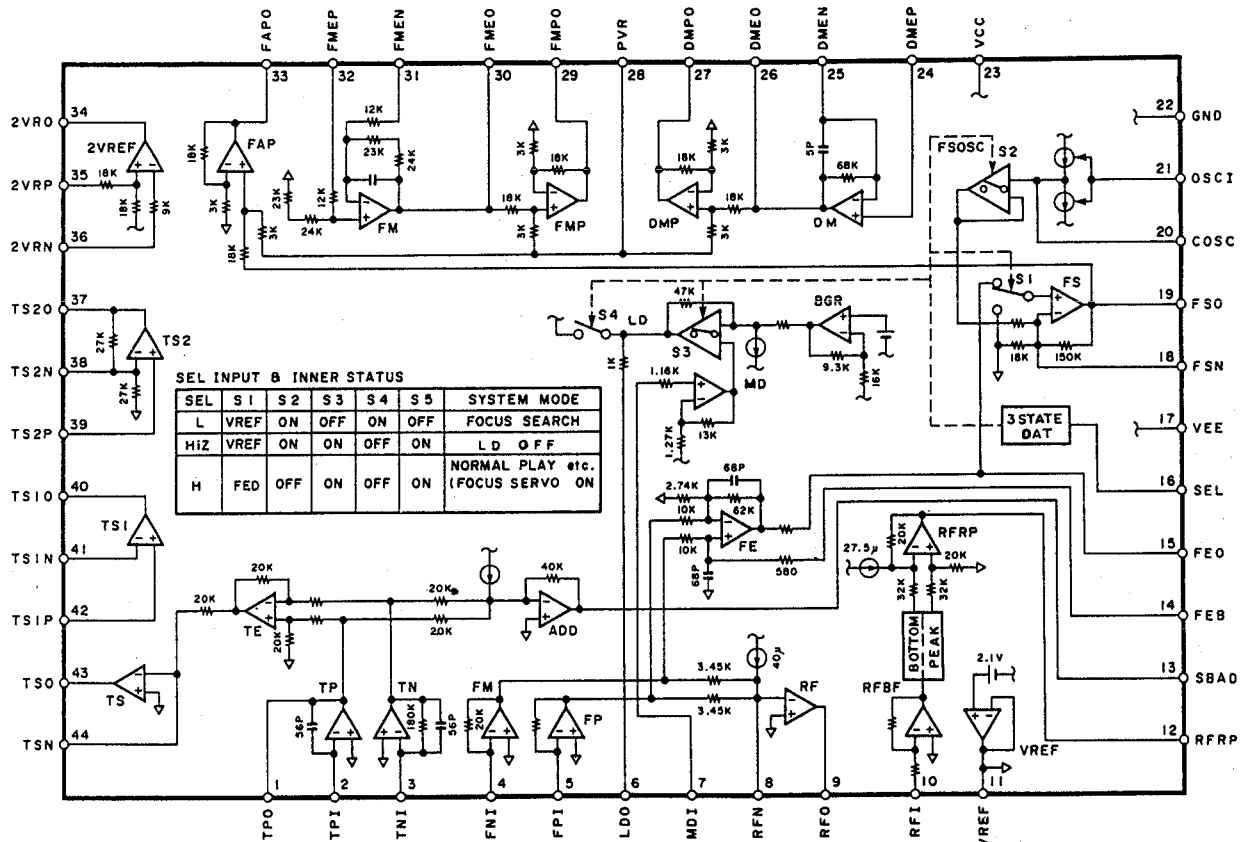 FAPO FMEP FMEN FMEO FMPO PVR DMPO DMEO DMEN DMEP VCC
33 32 31 30 29 28 27 26 25 24 23
2VRO 34
2VREF
2VRP 35
18K
18K
9K
2VRN 36
18K
FAP
3K
3K
18K
12K
23K
24K
23K
12K
24K
FM
18K
3K
18K
FMP
3K
18K
3K
DMP
18K
3K
5P
68K
DM
22 GND
FSOSC
S2
21 OSCI
20 COSC
S1
FS
19 FSO
18K
150K
18 FSN
TS2O 37
27K
TS2
TS2N 38
27K
TS2P 39
S4
LD
47K
S3
1K
BGR
9.3K
16K
MD
1.16K
13K
1.27K
3 STATE
DAT
17 VEE
16 SEL
SEL INPUT & INNER STATUS
SEL S1 S2 S3 S4 S5 SYSTEM MODE
L VREF ON OFF ON OFF FOCUS SEARCH
HiZ VREF ON ON OFF ON LD OFF
H FED OFF ON OFF ON NORMAL PLAY etc.
(FOCUS SERVO ON
TS1O 40
TS1
TS1N 41
TS1P 42
68P
2.74K
62K
10K
10K
FE
68P
580
15 FEO
14 FEB
13 SBAD
12 RFRP
20K
RFRP
27.5μ
20K
32K
32K
BOTTOM
PEAK
RFBF
2.1V
VREF
20K
20K
TE
20K
20K
20K
40K
ADD
40μ
3.45K
3.45K
RF
TSO 43
TS
TSN 44
TP
56P
TN
180K
56P
FM
20K
FP
1 2 3 4 5 6 7 8 9 10 11
TPO TPI TNI FNI FPI LDO MDI RFN RFO RFI VREF